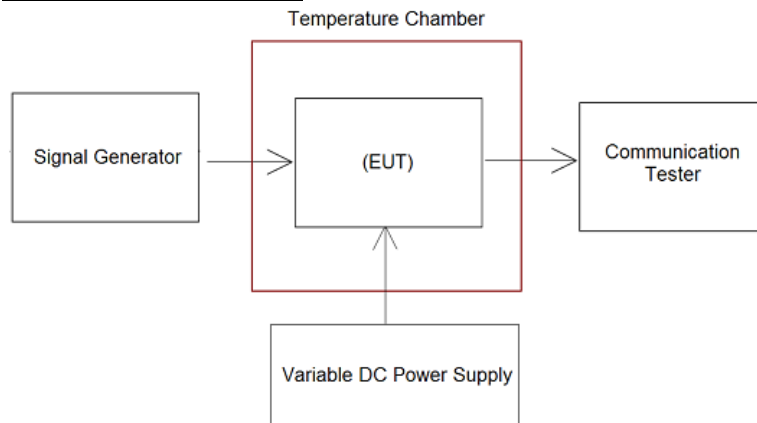 Temperature Chamber
Signal Generator
(EUT)
Communication
Tester
Variable DC Power Supply